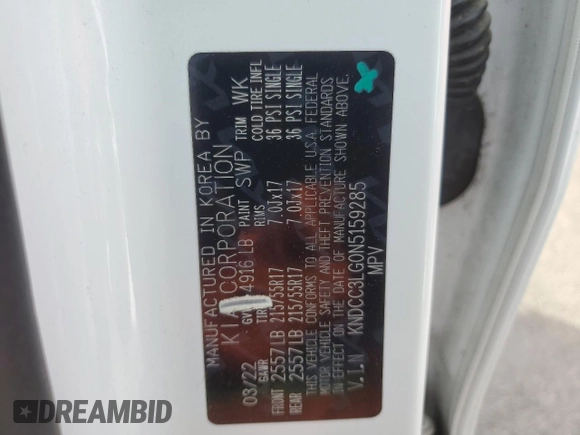 MANUFACTURED IN KOREA BY
KIA CORPORATION
03/22 GVWR 4916 LB PAINT SWP TRIM WK
GAWR TIRE RIMS COLD TIRE INFL
FRONT 2557LB 215/55R17 7.0Jx17 36 PSI SINGLE
REAR 2557LB 215/55R17 7.0Jx17 36 PSI SINGLE
THIS VEHICLE CONFORMS TO ALL APPLICABLE U.S.A. FEDERAL
MOTOR VEHICLE SAFETY AND THEFT PREVENTION STANDARDS
IN EFFECT ON THE DATE OF MANUFACTURE SHOWN ABOVE.
V.I.N KNDCC3LG0N5159285
MPV
DREAMBID